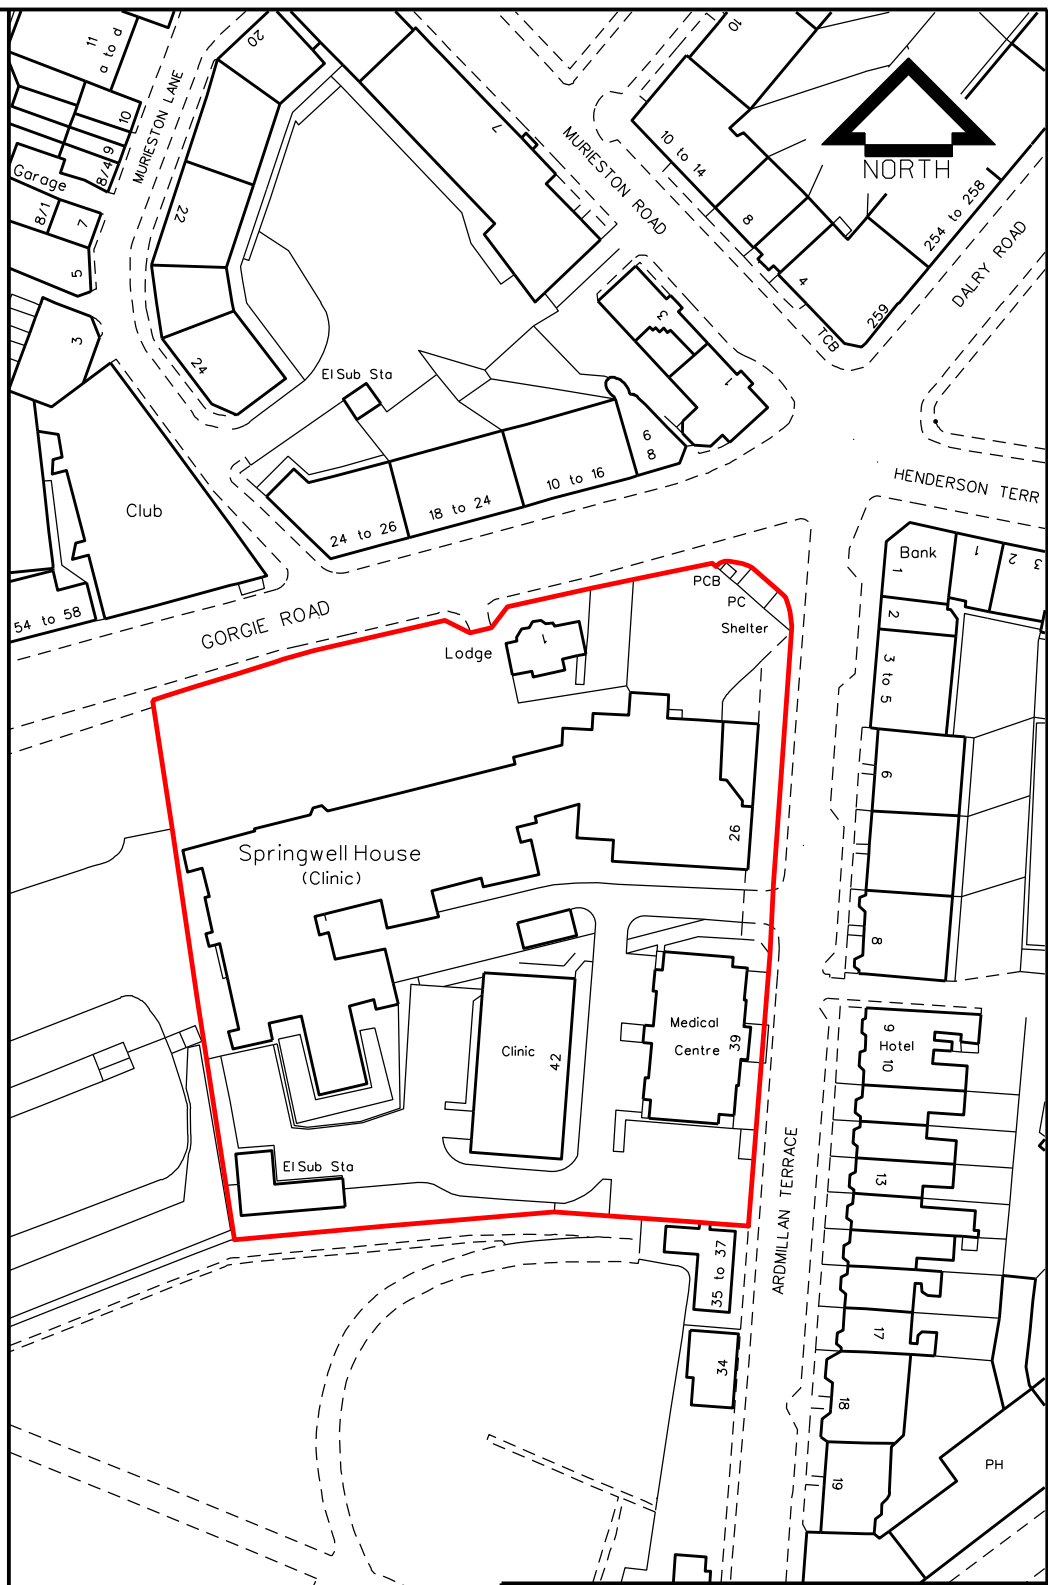 11
a to d
20
10
MURIESTON LANE
10
9
8/4
Garage
8/1
7
5
3
22
24
7
MURIESTON ROAD
10 to 14
8
4
NORTH
254 to 258
DALRY ROAD
259
TCB
3
1
El Sub Sta
6
8
10 to 16
18 to 24
24 to 26
Club
54 to 58
GORGIE ROAD
HENDERSON TERR
Bank
1
1
2
3
2
3 to 5
6
8
PCB
PC
Shelter
1
Lodge
26
Springwell House
(Clinic)
Clinic
42
Medical
Centre
39
9
Hotel
10
13
17
18
19
El Sub Sta
ARDMILLAN TERRACE
35 to 37
34
PH